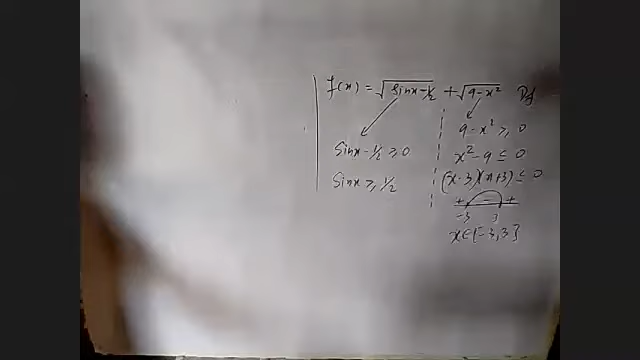 f(x) = √(sinx-1/2) + √(9-x²)
9-x² ≥ 0
sinx - 1/2 ≥ 0
x² - 9 ≤ 0
sinx ≥ 1/2
(x-3)(x+3) ≤ 0
+ - +
-3 3
x∈[-3,3]